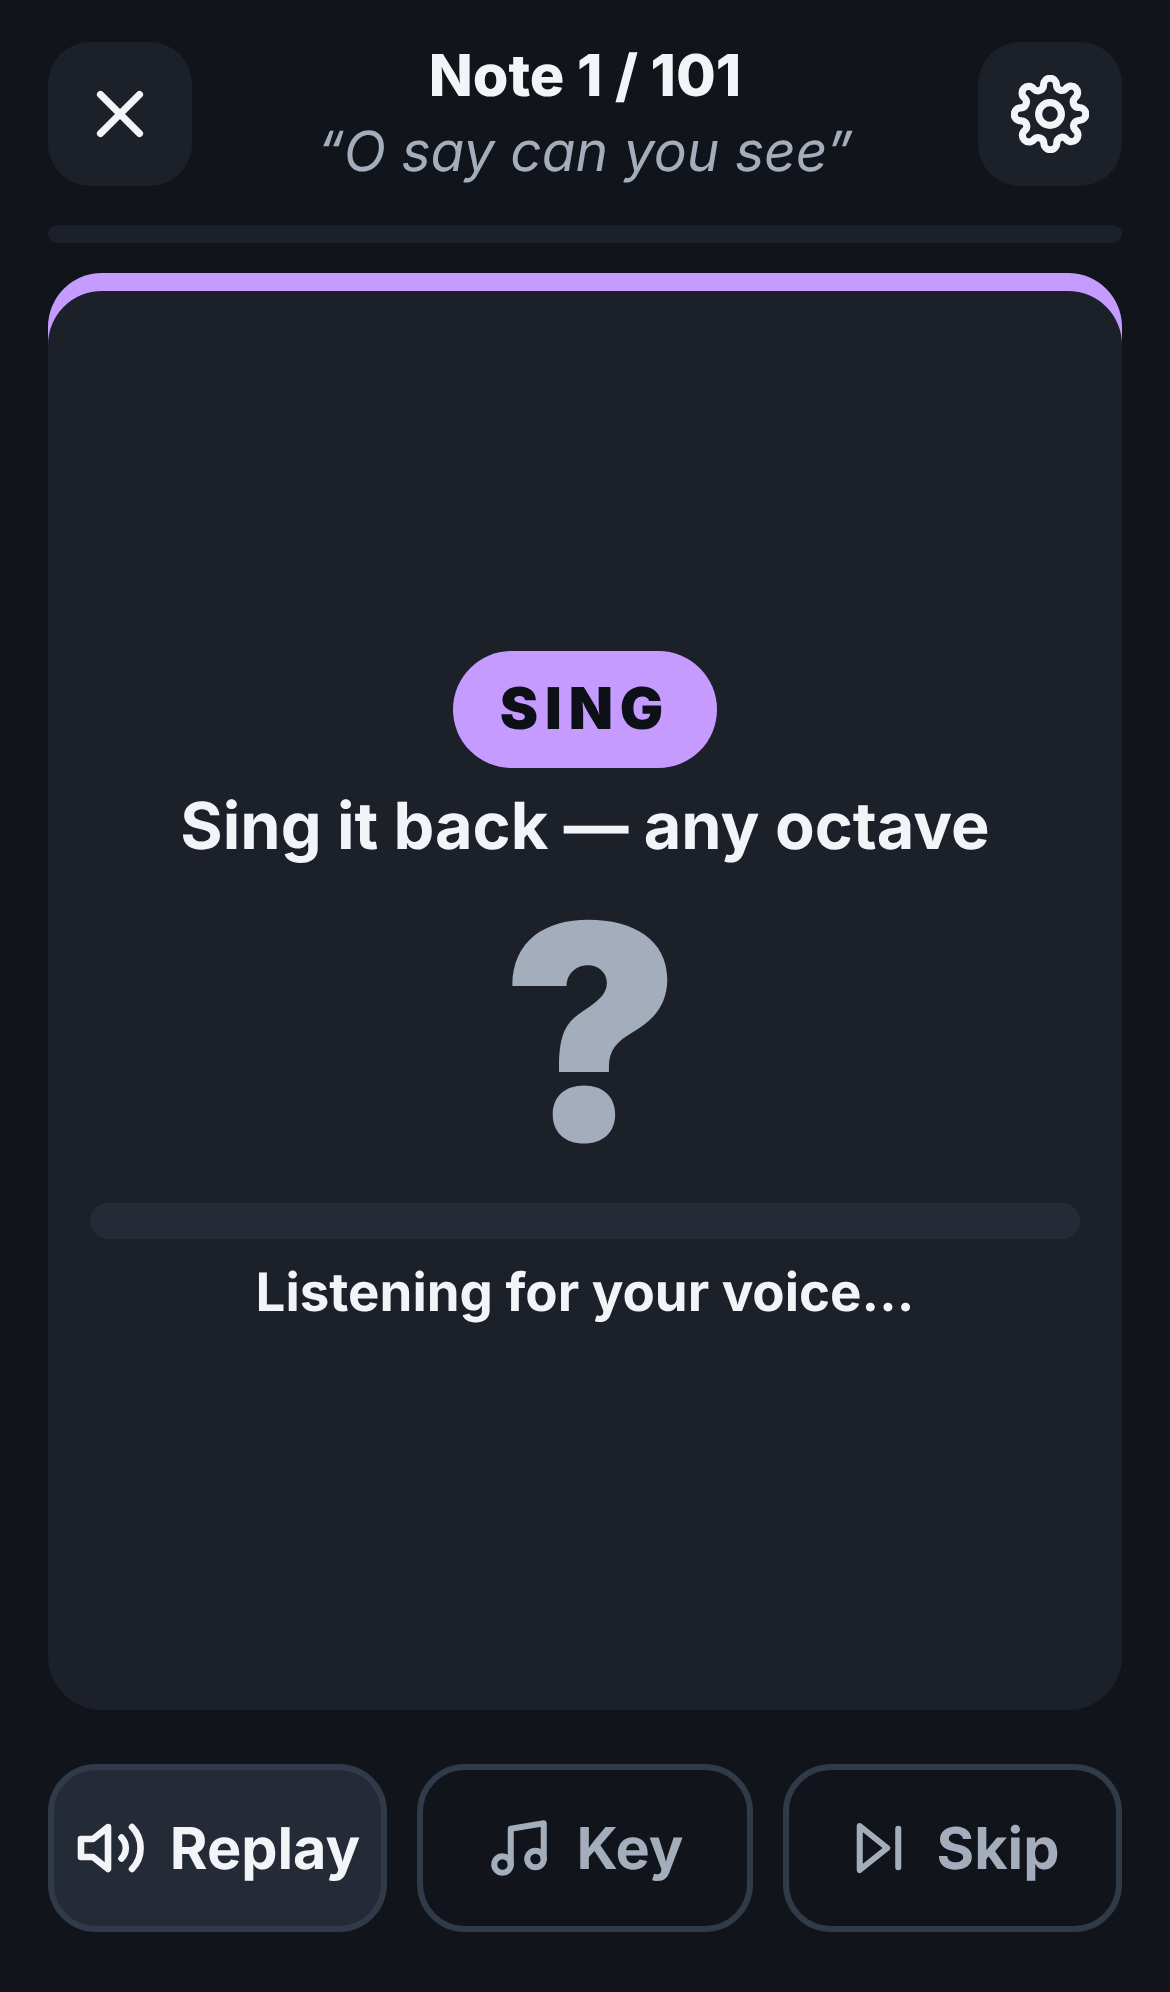 Note 1 / 101
“O say can you see”
SING
Sing it back — any octave
?
Listening for your voice...
Replay
Key
Skip